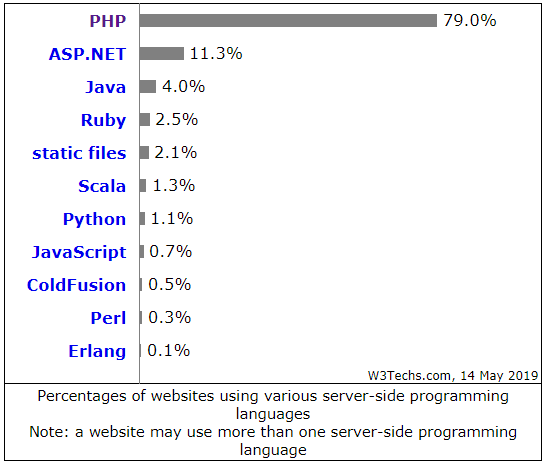 PHP 79.0%
ASP.NET 11.3%
Java 4.0%
Ruby 2.5%
static files 2.1%
Scala 1.3%
Python 1.1%
JavaScript 0.7%
ColdFusion 0.5%
Perl 0.3%
Erlang 0.1%
W3Techs.com, 14 May 2019
Percentages of websites using various server-side programming
languages
Note: a website may use more than one server-side programming
language